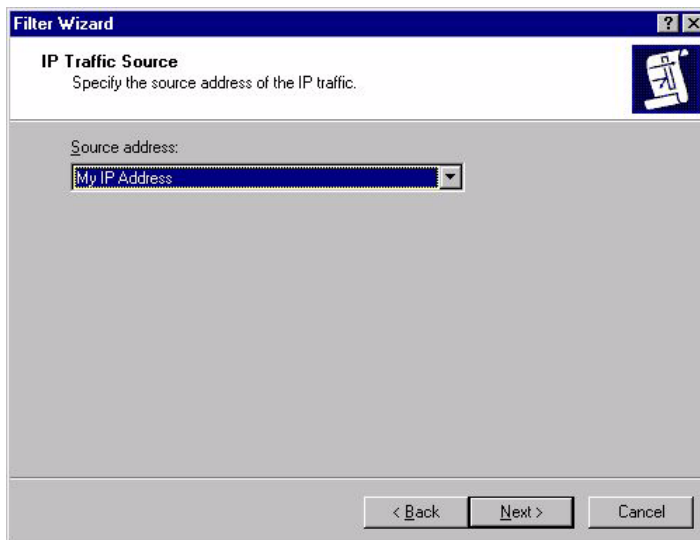 Filter Wizard
IP Traffic Source
Specify the source address of the IP traffic.
Source address:
My IP Address
< Back
Next >
Cancel